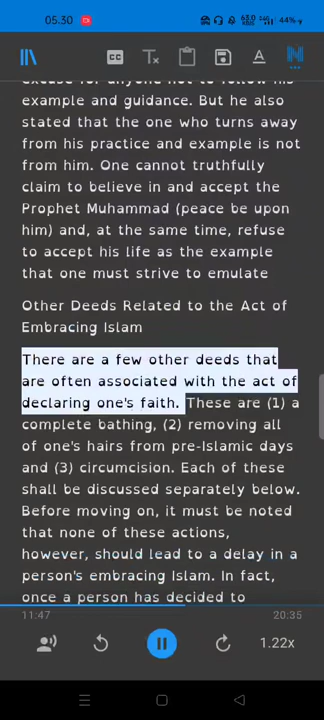 05.30
63.0
44%
CC
excuse for anyone not to follow his
example and guidance. But he also
stated that the one who turns away
from his practice and example is not
from him. One cannot truthfully
claim to believe in and accept the
Prophet Muhammad (peace be upon
him) and, at the same time, refuse
to accept his life as the example
that one must strive to emulate
Other Deeds Related to the Act of
Embracing Islam
There are a few other deeds that
are often associated with the act of
declaring one's faith. These are (1) a
complete bathing, (2) removing all
of one's hairs from pre-Islamic days
and (3) circumcision. Each of these
shall be discussed separately below.
Before moving on, it must be noted
that none of these actions,
however, should lead to a delay in a
person's embracing Islam. In fact,
once a person has decided to
11:47
20:35
1.22x